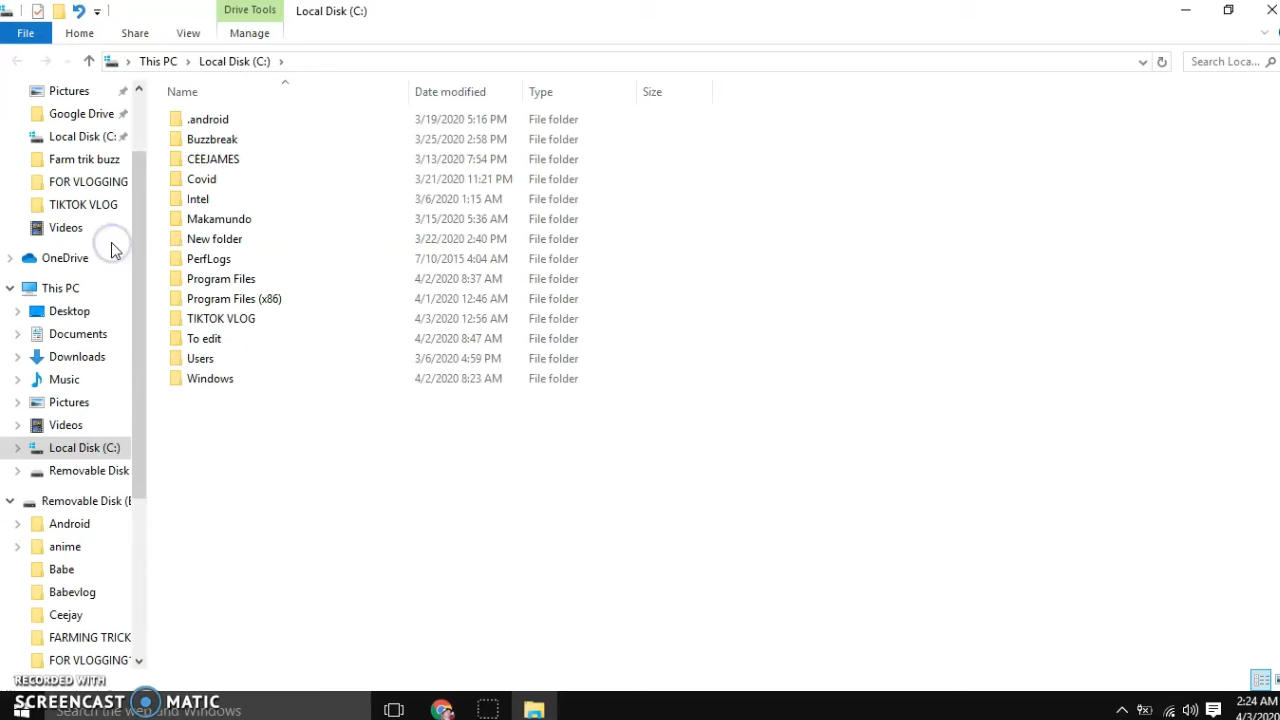 Drive Tools
Local Disk (C:)
File
Home
Share
View
Manage
This PC
Local Disk (C:)
Search Loca...
Pictures
Google Drive
Local Disk (C:
Farm trik buzz
FOR VLOGGING
TIKTOK VLOG
Videos
OneDrive
This PC
Desktop
Documents
Downloads
Music
Pictures
Videos
Local Disk (C:)
Removable Disk
Removable Disk (E
Android
anime
Babe
Babevlog
Ceejay
FARMING TRICK
FOR VLOGGING
Name Date modified Type Size
.android 3/19/2020 5:16 PM File folder
Buzzbreak 3/25/2020 2:58 PM File folder
CEEJAMES 3/13/2020 7:54 PM File folder
Covid 3/21/2020 11:21 PM File folder
Intel 3/6/2020 1:15 AM File folder
Makamundo 3/15/2020 5:36 AM File folder
New folder 3/22/2020 2:40 PM File folder
PerfLogs 7/10/2015 4:04 AM File folder
Program Files 4/2/2020 8:37 AM File folder
Program Files (x86) 4/1/2020 12:46 AM File folder
TIKTOK VLOG 4/3/2020 12:56 AM File folder
To edit 4/2/2020 8:47 AM File folder
Users 3/6/2020 4:59 PM File folder
Windows 4/2/2020 8:23 AM File folder
RECORDED WITH
SCREENCAST MATIC
Search the web and Windows
2:24 AM
4/3/2020